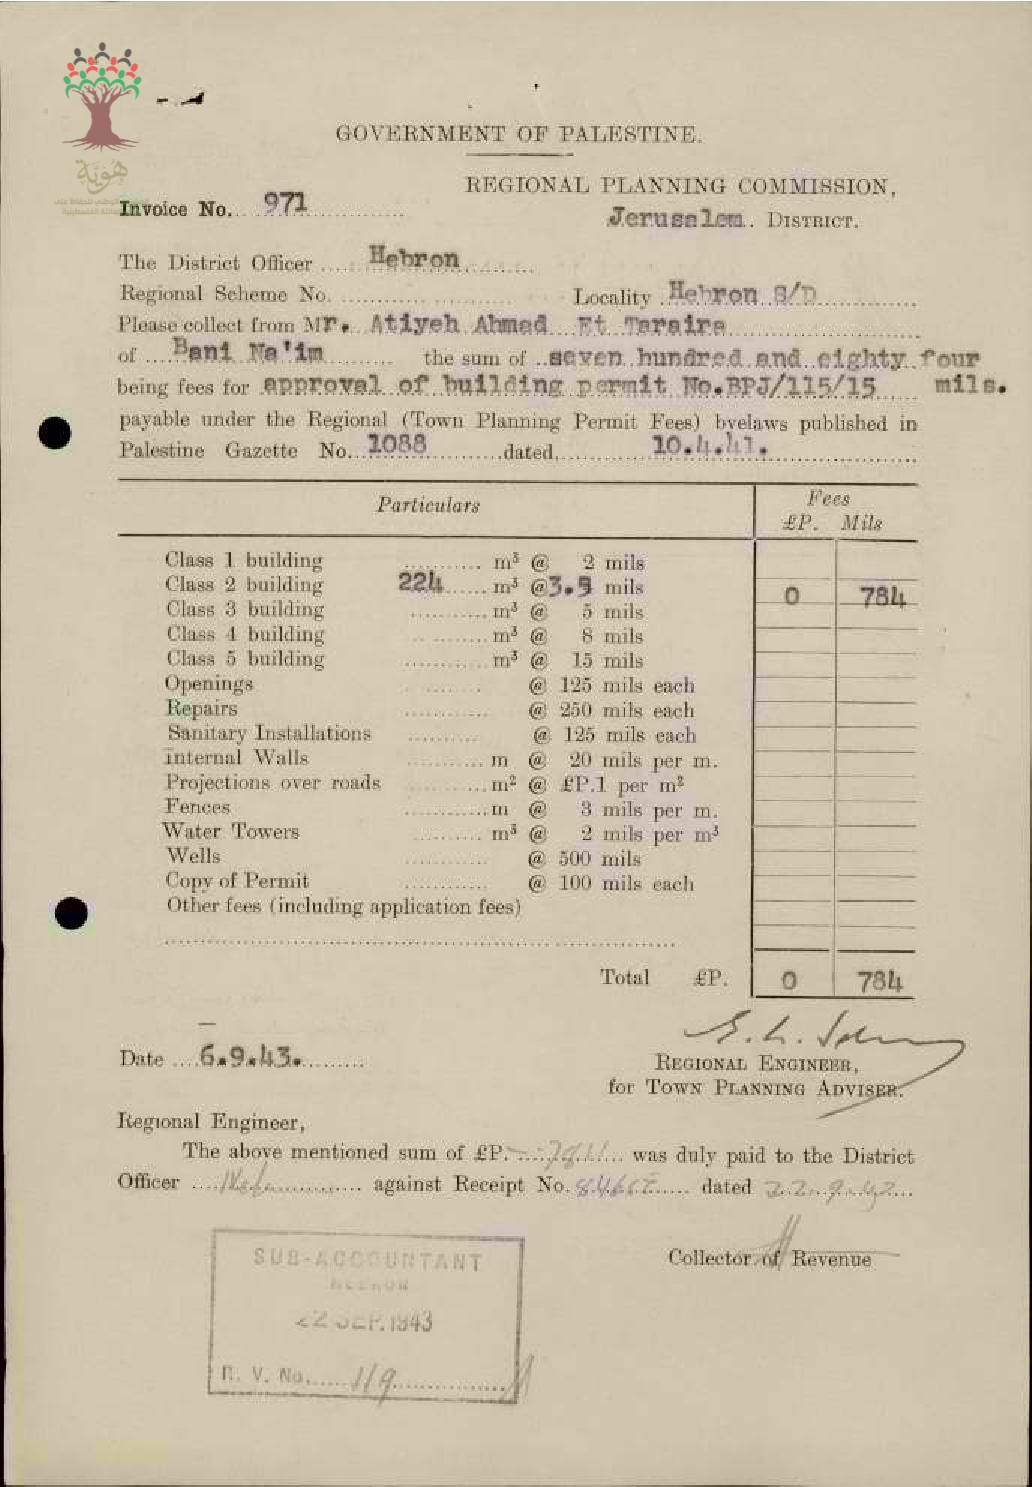 هوية
GOVERNMENT OF PALESTINE.
REGIONAL PLANNING COMMISSION,
Invoice No. 971
Jerusalem. DISTRICT.
The District Officer Hebron
Regional Scheme No. Locality Hebron S/D
Please collect from Mr. Atiyeh Ahmad Et Taraira
of Bani Na'im the sum of seven hundred and eighty four
being fees for approval of building permit No.BPJ/115/15 mils.
payable under the Regional (Town Planning Permit Fees) byelaws published in
Palestine Gazette No. 1088 dated 10.4.41.
Particulars Fees
£P. Mils
Class 1 building m³ @ 2 mils
Class 2 building 224 m³ @ 3.5 mils 0 784
Class 3 building m³ @ 5 mils
Class 4 building m³ @ 8 mils
Class 5 building m³ @ 15 mils
Openings @ 125 mils each
Repairs @ 250 mils each
Sanitary Installations @ 125 mils each
Internal Walls m @ 20 mils per m.
Projections over roads m² @ £P.1 per m³
Fences m @ 3 mils per m.
Water Towers m³ @ 2 mils per m³
Wells @ 500 mils
Copy of Permit @ 100 mils each
Other fees (including application fees)
Total £P. 0 784
Date 6.9.43.
REGIONAL ENGINEER,
for TOWN PLANNING ADVISER.
Regional Engineer,
The above mentioned sum of £P. -.784 was duly paid to the District
Officer against Receipt No. dated 22.9.43
Collector of Revenue
SUB-ACCOUNTANT
HEBRON
22 SEP. 1943
R. V. No. 119